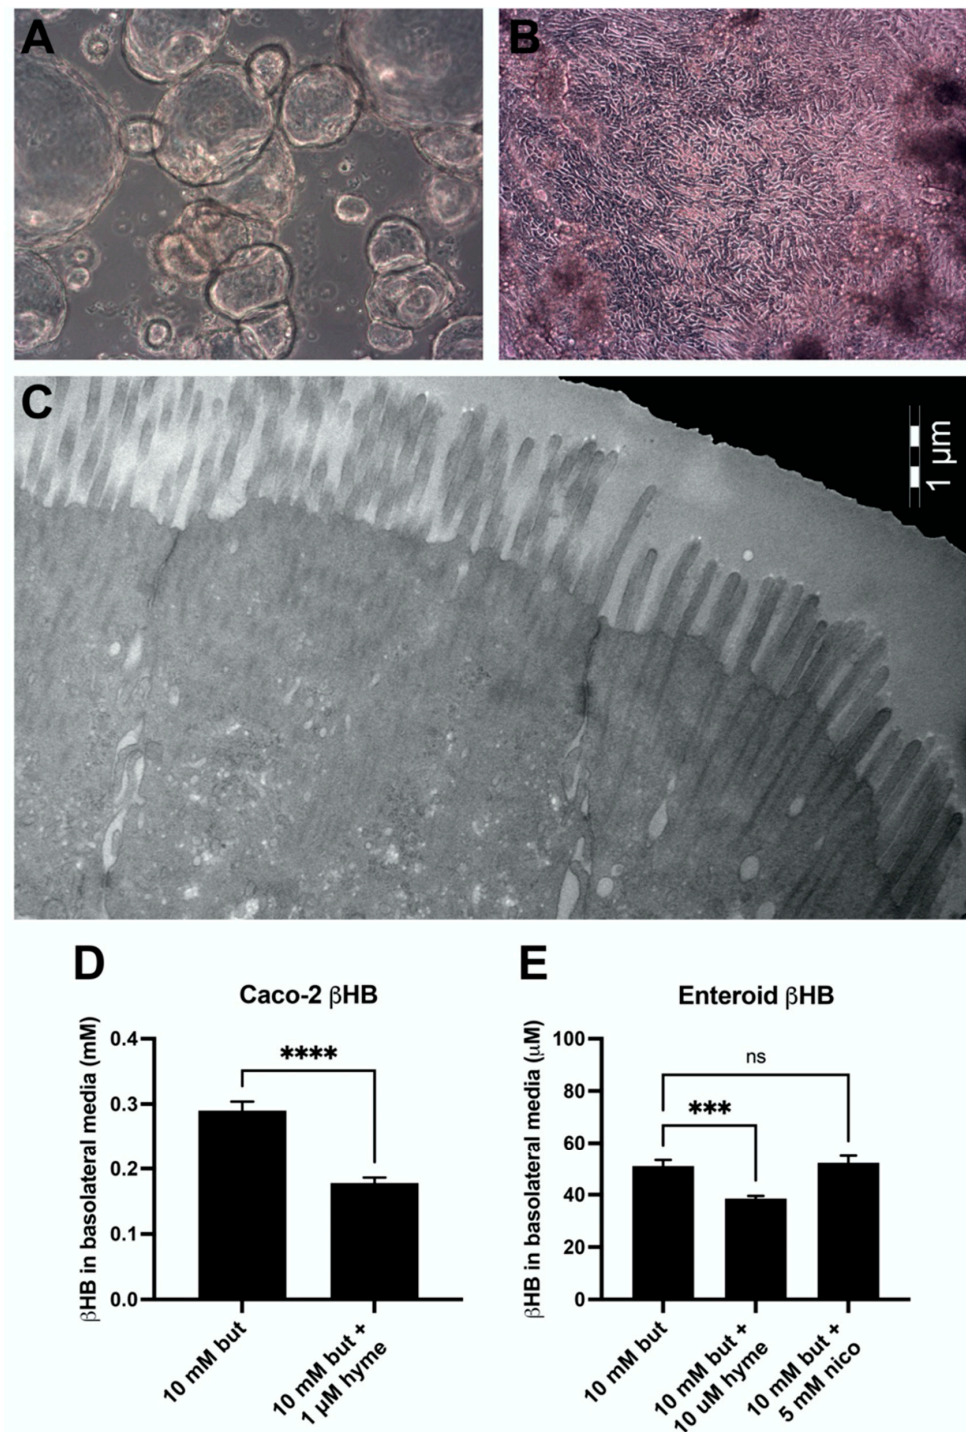 A
B
C
1 μm
D
Caco-2 βHB
βHB in basolateral media (mM)
0.4
0.3
0.2
0.1
0.0
****
10 mM but
10 mM but +
1 μM hyme
E
Enteroid βHB
βHB in basolateral media (μM)
100
80
60
40
20
0
ns
***
10 mM but
10 mM but +
10 uM hyme
10 mM but +
5 mM nico